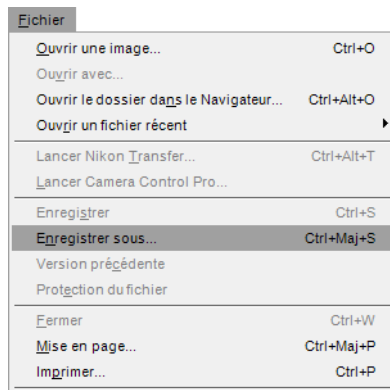 Fichier
Ouvrir une image... Ctrl+O
Ouvrir avec...
Ouvrir le dossier dans le Navigateur... Ctrl+Alt+O
Ouvrir un fichier récent
Lancer Nikon Transfer... Ctrl+Alt+T
Lancer Camera Control Pro...
Enregistrer Ctrl+S
Enregistrer sous... Ctrl+Maj+S
Version précédente
Protection du fichier
Fermer Ctrl+W
Mise en page... Ctrl+Maj+P
Imprimer... Ctrl+P